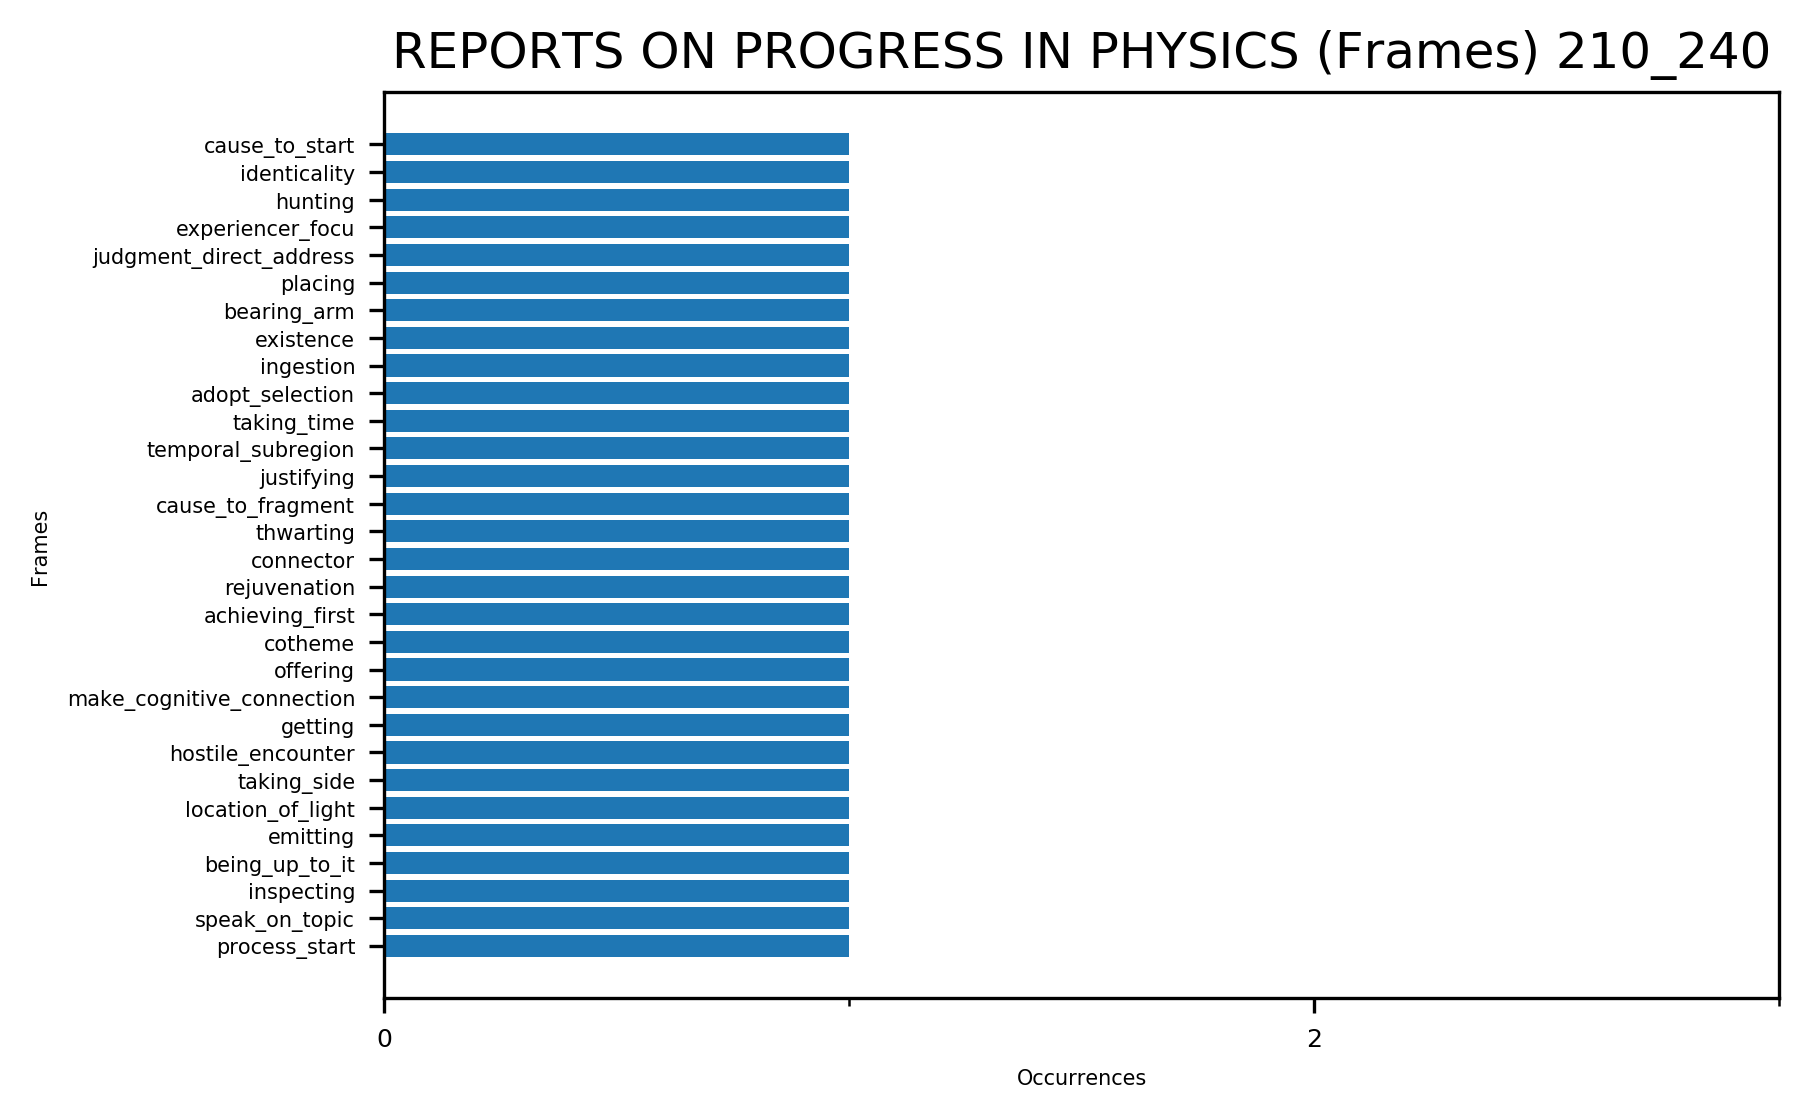 REPORTS ON PROGRESS IN PHYSICS (Frames) 210_240
cause_to_start
identicality
hunting
experiencer_focu
judgment_direct_address
placing
bearing_arm
existence
ingestion
adopt_selection
taking_time
temporal_subregion
justifying
cause_to_fragment
thwarting
connector
rejuvenation
achieving_first
cotheme
offering
make_cognitive_connection
getting
hostile_encounter
taking_side
location_of_light
emitting
being_up_to_it
inspecting
speak_on_topic
process_start
Frames
0 2
Occurrences